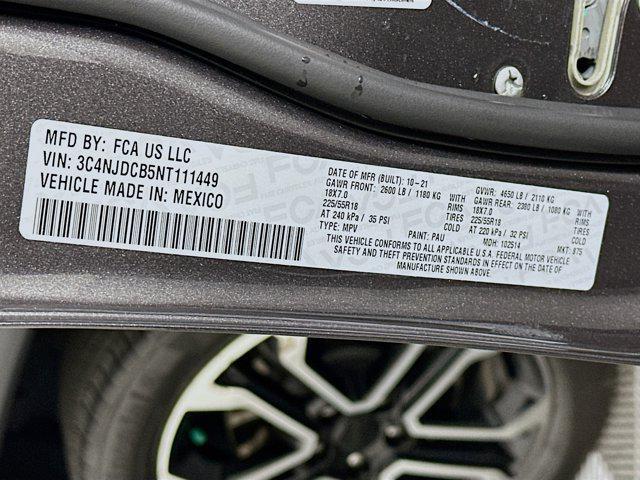 MFD BY: FCA US LLC
VIN: 3C4NJDCB5NT111449
VEHICLE MADE IN: MEXICO
DATE OF MFR (BUILT): 10-21
GAWR FRONT: 2600 LB / 1180 KG WITH
18X7.0 RIMS
225/55R18 TIRES
AT 240 kPa / 35 PSI COLD
TYPE: MPV PAINT: PAU
GVWR: 4650 LB / 2110 KG
GAWR REAR: 2380 LB / 1080 KG WITH
18X7.0 RIMS
225/55R18 TIRES
AT 220 kPa / 32 PSI COLD
MDH: 102514 MKT: 875
THIS VEHICLE CONFORMS TO ALL APPLICABLE U.S.A. FEDERAL MOTOR VEHICLE
SAFETY AND THEFT PREVENTION STANDARDS IN EFFECT ON THE DATE OF
MANUFACTURE SHOWN ABOVE.